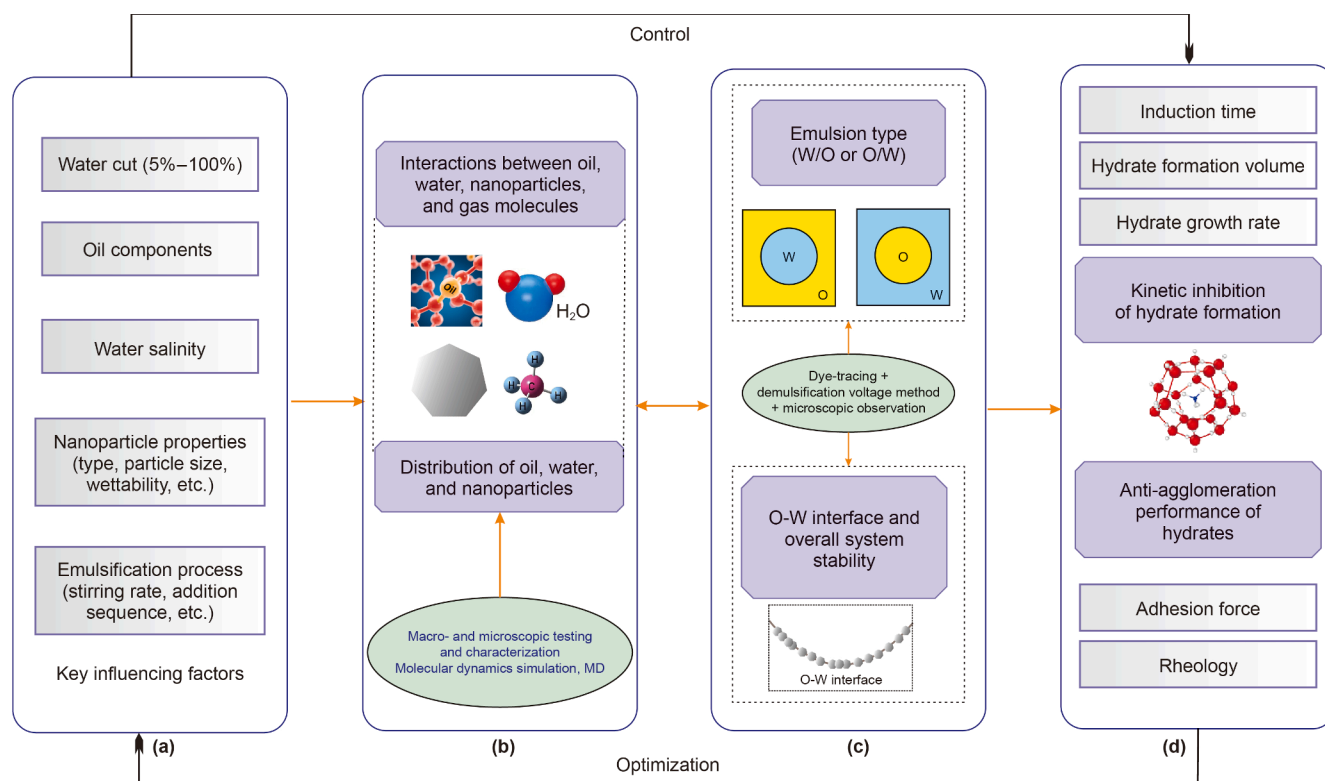 Control
Water cut (5%–100%)
Oil components
Water salinity
Nanoparticle properties
(type, particle size,
wettability, etc.)
Emulsification process
(stirring rate, addition
sequence, etc.)
Key influencing factors
(a)
Interactions between oil,
water, nanoparticles,
and gas molecules
Oil
H₂O
H
H
C
H
H
Distribution of oil, water,
and nanoparticles
Macro- and microscopic testing
and characterization
Molecular dynamics simulation, MD
(b)
Emulsion type
(W/O or O/W)
W
O
O
W
Dye-tracing +
demulsification voltage method
+ microscopic observation
O-W interface and
overall system
stability
O-W interface
(c)
Induction time
Hydrate formation volume
Hydrate growth rate
Kinetic inhibition
of hydrate formation
Anti-agglomeration
performance of
hydrates
Adhesion force
Rheology
(d)
Optimization